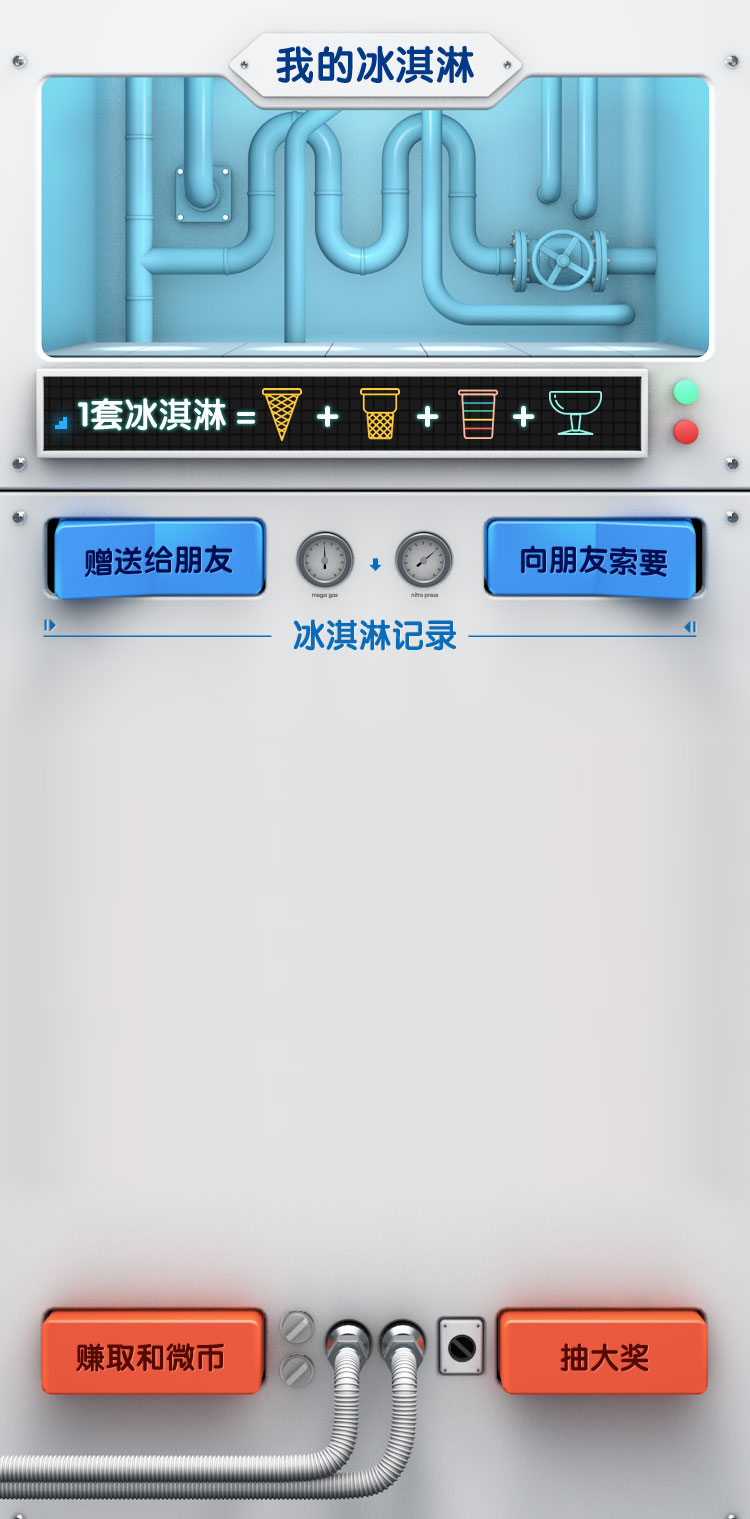 我的冰淇淋
1套冰淇淋 = + + +
赠送给朋友
向朋友索要
mega gas
nitro press
冰淇淋记录
赚取和微币
抽大奖